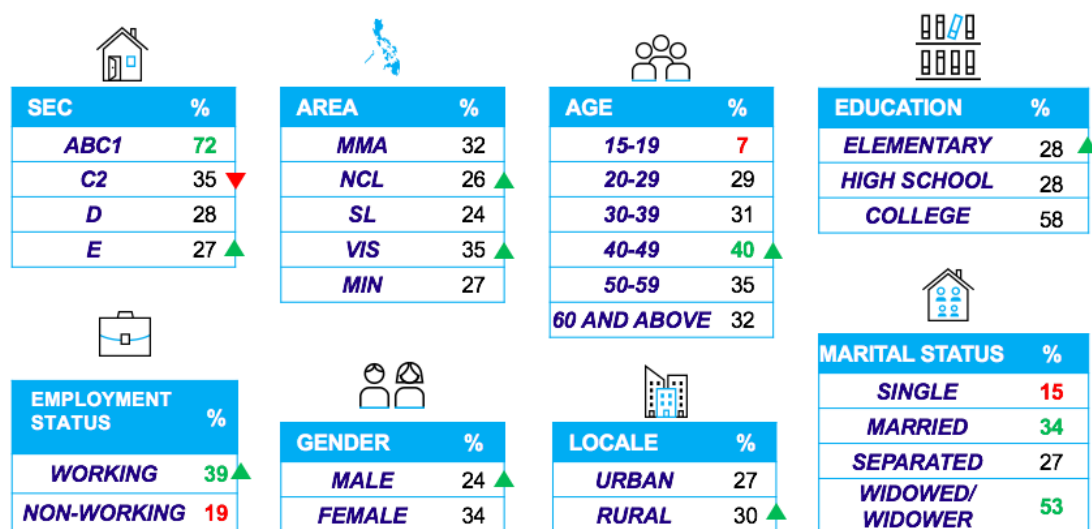 SEC %
ABC1 72
C2 35
D 28
E 27
AREA %
MMA 32
NCL 26
SL 24
VIS 35
MIN 27
AGE %
15-19 7
20-29 29
30-39 31
40-49 40
50-59 35
60 AND ABOVE 32
EDUCATION %
ELEMENTARY 28
HIGH SCHOOL 28
COLLEGE 58
EMPLOYMENT
STATUS %
WORKING 39
NON-WORKING 19
GENDER %
MALE 24
FEMALE 34
LOCALE %
URBAN 27
RURAL 30
MARITAL STATUS %
SINGLE 15
MARRIED 34
SEPARATED 27
WIDOWED/
WIDOWER 53